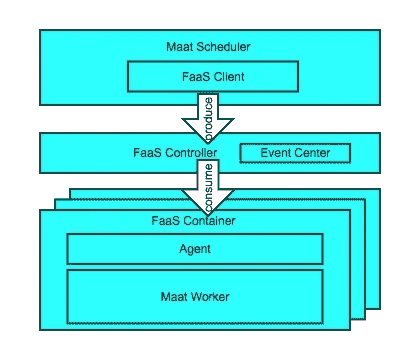 Maat Scheduler
FaaS Client
produce
FaaS Controller
Event Center
consume
FaaS Container
Agent
Maat Worker